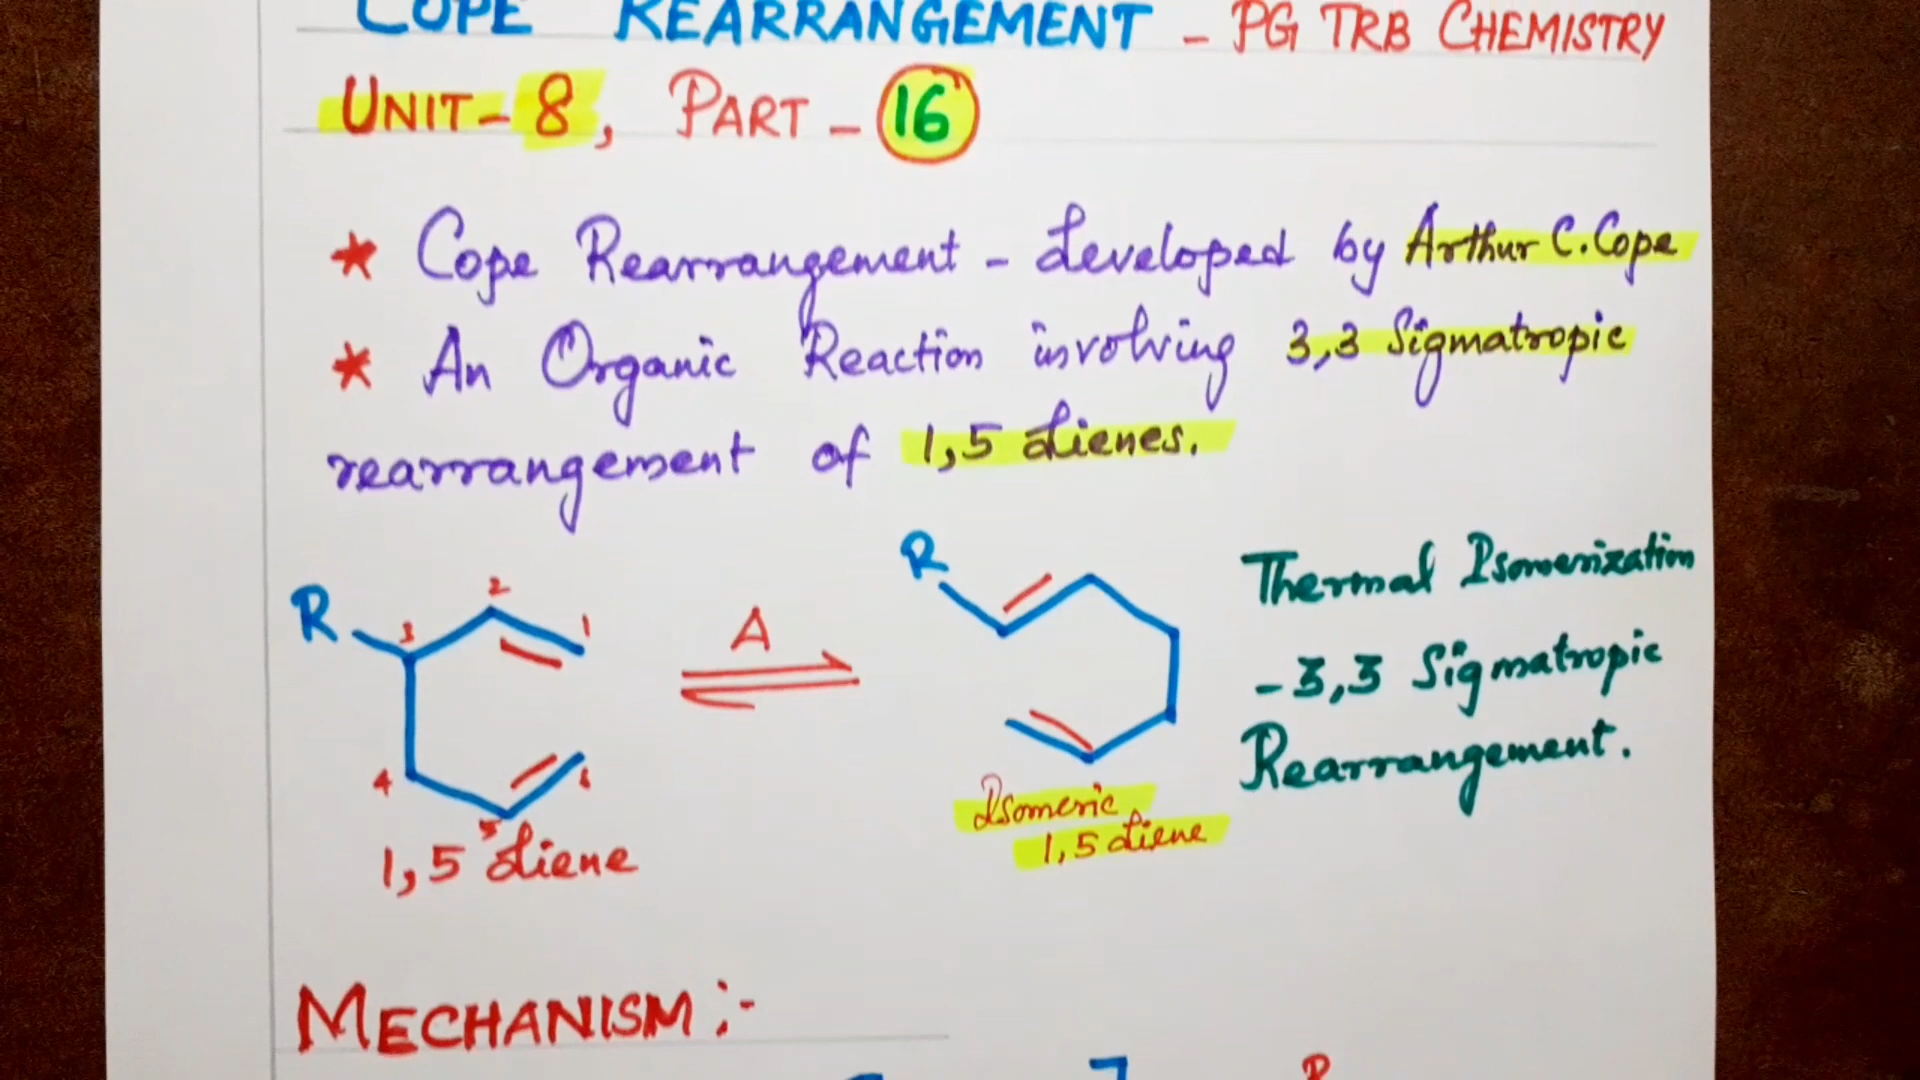 COPE REARRANGEMENT - PG TRB CHEMISTRY
UNIT-8, PART - 16
* Cope Rearrangement - developed by Arthur C. Cope
* An Organic Reaction involving 3,3 Sigmatropic
rearrangement of 1,5 dienes.
R 3 2 1
4 5 6
1,5 diene
Δ
R
Isomeric
1,5 diene
Thermal Isomerization
- 3,3 Sigmatropic
Rearrangement.
MECHANISM :-
R